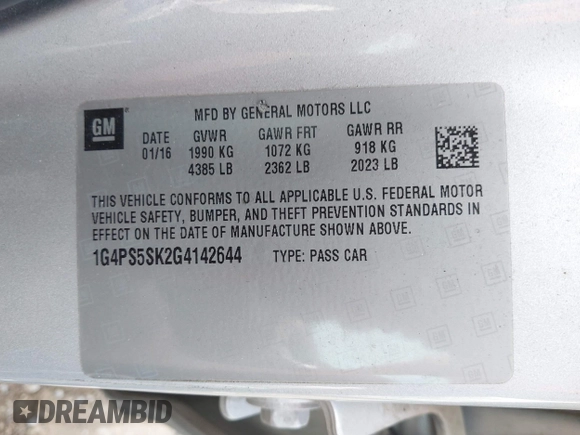 GM
MFD BY GENERAL MOTORS LLC
DATE GVWR GAWR FRT GAWR RR
01/16 1990 KG 1072 KG 918 KG
4385 LB 2362 LB 2023 LB
THIS VEHICLE CONFORMS TO ALL APPLICABLE U.S. FEDERAL MOTOR
VEHICLE SAFETY, BUMPER, AND THEFT PREVENTION STANDARDS IN
EFFECT ON THE DATE OF MANUFACTURE SHOWN ABOVE.
1G4PS5SK2G4142644 TYPE: PASS CAR
DREAMBID